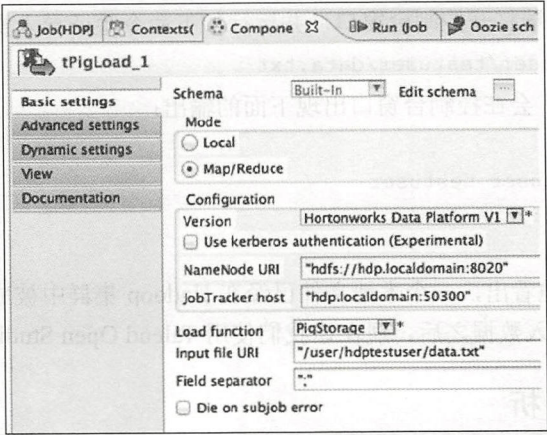 Job(HDPJ
Contexts(
Compone
Run (Job
Oozie sch
tPigLoad_1
Basic settings
Advanced settings
Dynamic settings
View
Documentation
Schema
Built-In
Edit schema
Mode
Local
Map/Reduce
Configuration
Version
Hortonworks Data Platform V1 *
Use kerberos authentication (Experimental)
NameNode URI
"hdfs://hdp.localdomain:8020"
JobTracker host
"hdp.localdomain:50300"
Load function
PigStorage *
Input file URI
"/user/hdptestuser/data.txt"
Field separator
";"
Die on subjob error